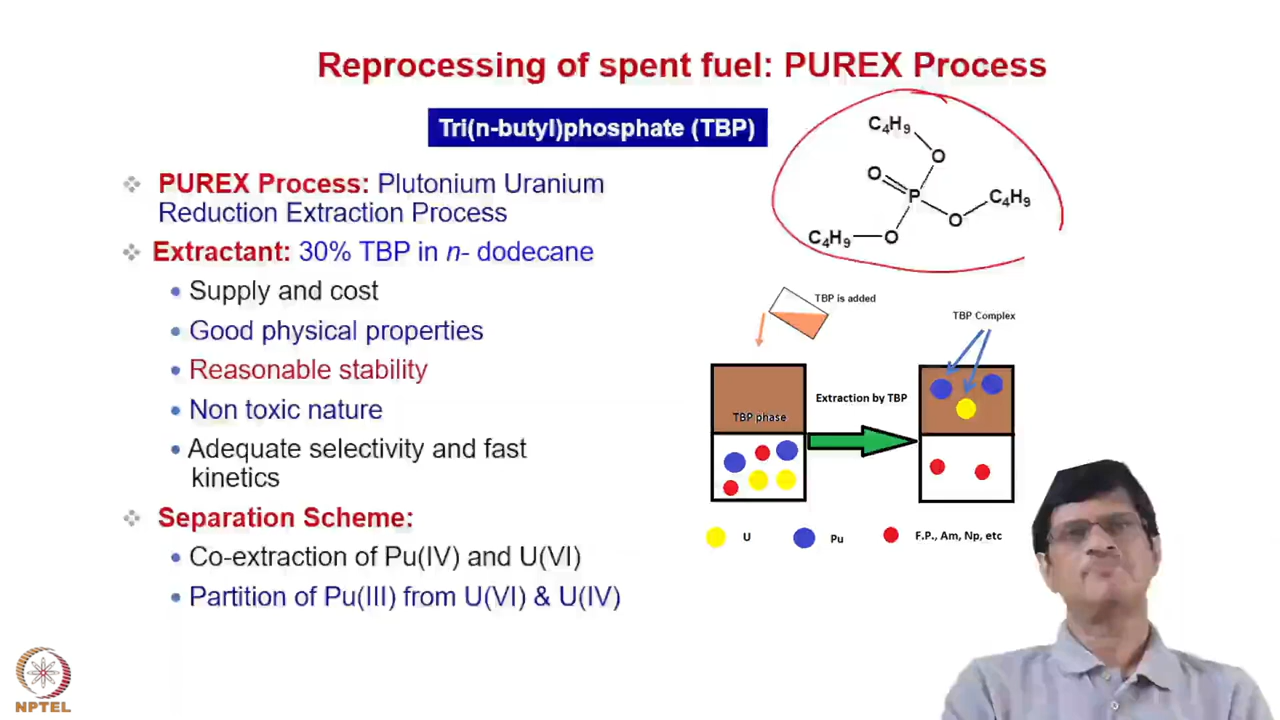 Reprocessing of spent fuel: PUREX Process
Tri(n-butyl)phosphate (TBP)
PUREX Process: Plutonium Uranium
Reduction Extraction Process
Extractant: 30% TBP in n- dodecane
Supply and cost
Good physical properties
Reasonable stability
Non toxic nature
Adequate selectivity and fast
kinetics
Separation Scheme:
Co-extraction of Pu(IV) and U(VI)
Partition of Pu(III) from U(VI) & U(IV)
C₄H₉
O
O
P
C₄H₉
O
C₄H₉
O
TBP is added
TBP Complex
TBP phase
Extraction by TBP
U
Pu
F.P., Am, Np, etc
NPTEL